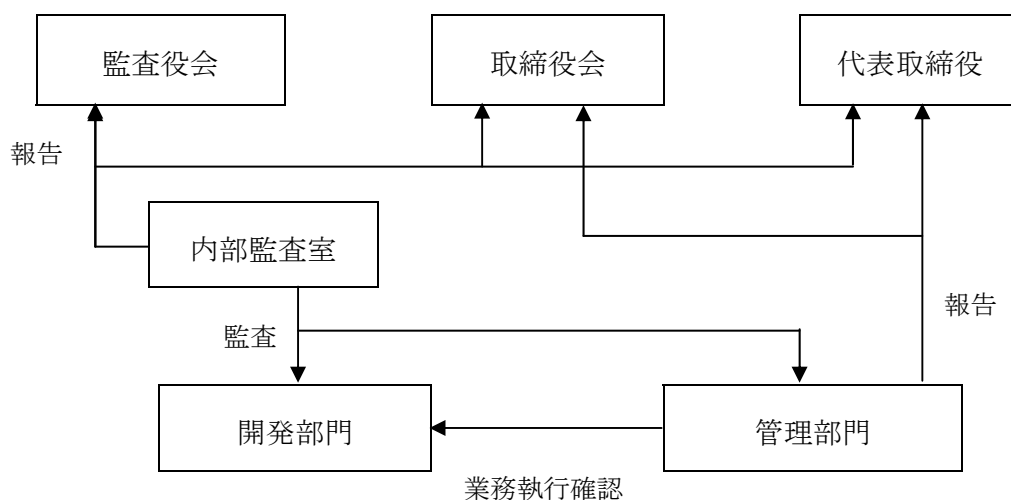 監査役会
取締役会
代表取締役
報告
内部監査室
報告
監査
開発部門
管理部門
業務執行確認